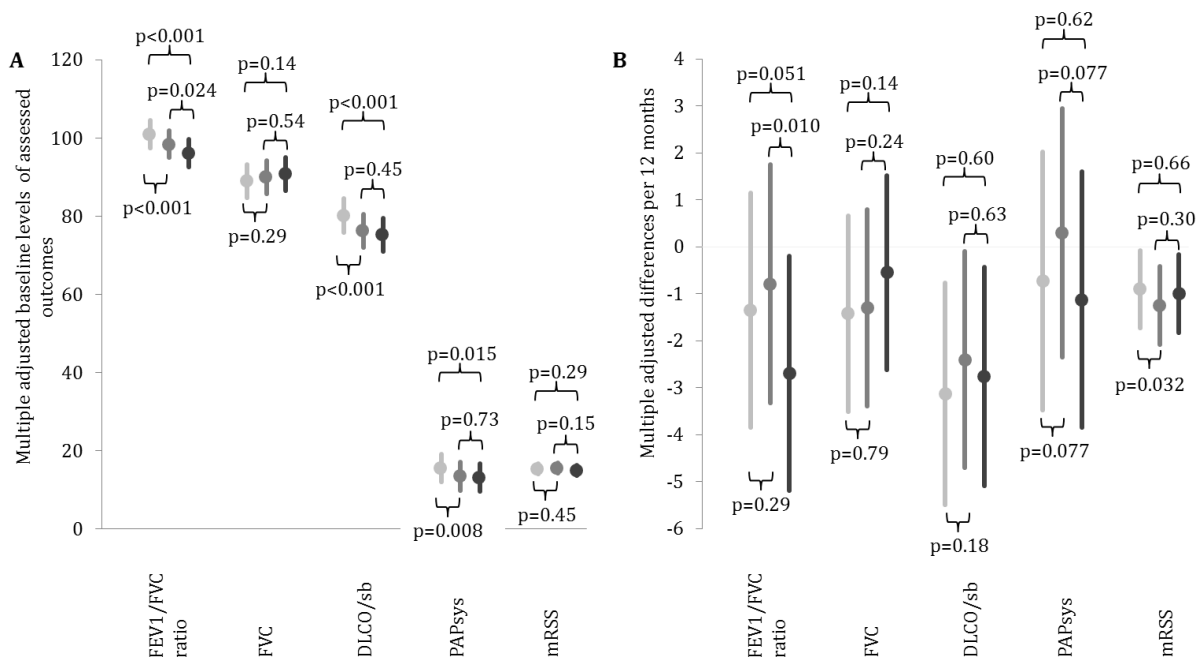 A
Multiple adjusted baseline levels of assessed
outcomes
120
100
80
60
40
20
0
p<0.001
p=0.024
p<0.001
p=0.14
p=0.54
p=0.29
p<0.001
p=0.45
p<0.001
p=0.015
p=0.73
p=0.008
p=0.29
p=0.15
p=0.45
FEV1/FVC
ratio
FVC
DLCO/sb
PAPsys
mRSS
B
Multiple adjusted differences per 12 months
4
3
2
1
0
-1
-2
-3
-4
-5
-6
p=0.051
p=0.010
p=0.29
p=0.14
p=0.24
p=0.79
p=0.60
p=0.63
p=0.18
p=0.62
p=0.077
p=0.077
p=0.66
p=0.30
p=0.032
FEV1/FVC
ratio
FVC
DLCO/sb
PAPsys
mRSS